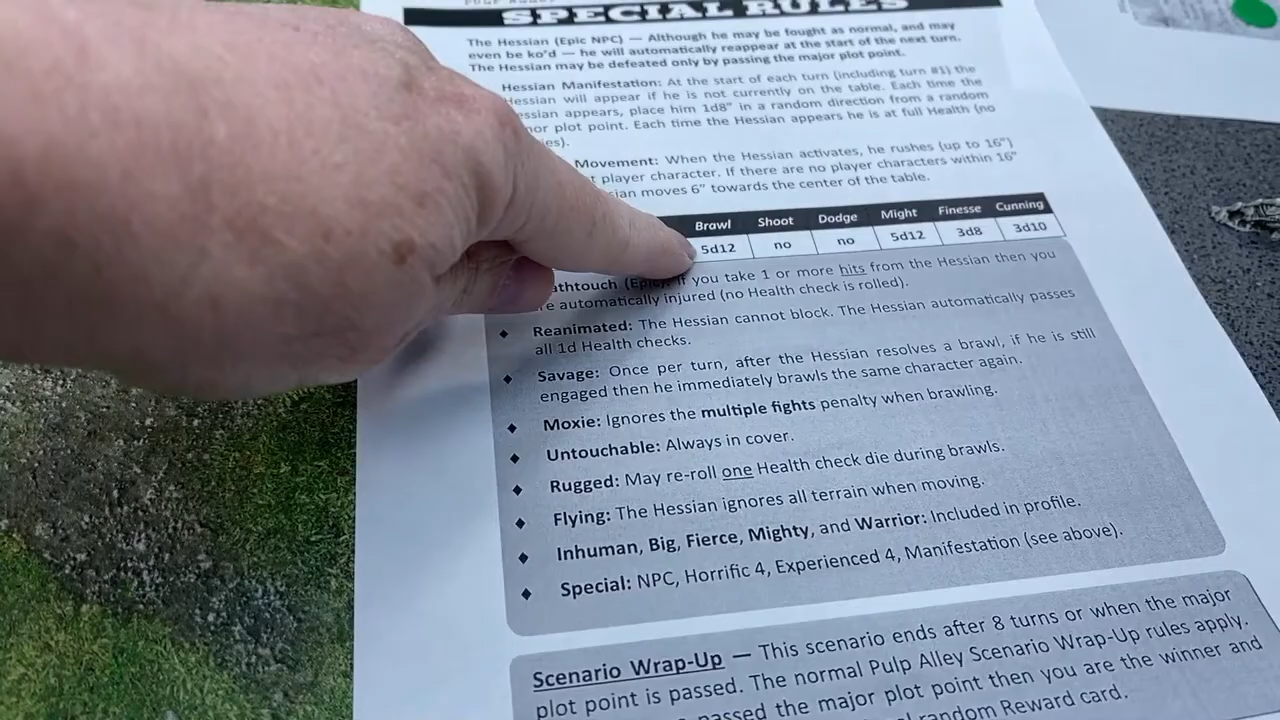 SPECIAL RULES
The Hessian (Epic NPC) — Although he may be fought as normal, and may
even be ko'd — he will automatically reappear at the start of the next turn.
The Hessian may be defeated only by passing the major plot point.
Hessian Manifestation: At the start of each turn (including turn #1) the
Hessian will appear if he is not currently on the table. Each time the
essian appears, place him 1d8" in a random direction from a random
nor plot point. Each time the Hessian appears he is at full Health (no
ies).
Movement: When the Hessian activates, he rushes (up to 16")
t player character. If there are no player characters within 16"
sian moves 6" towards the center of the table.
Brawl Shoot Dodge Might Finesse Cunning
5d12 no no 5d12 3d8 3d10
athtouch (Epic): If you take 1 or more hits from the Hessian then you
re automatically injured (no Health check is rolled).
♦ Reanimated: The Hessian cannot block. The Hessian automatically passes
all 1d Health checks.
♦ Savage: Once per turn, after the Hessian resolves a brawl, if he is still
engaged then he immediately brawls the same character again.
♦ Moxie: Ignores the multiple fights penalty when brawling.
♦ Untouchable: Always in cover.
♦ Rugged: May re-roll one Health check die during brawls.
♦ Flying: The Hessian ignores all terrain when moving.
♦ Inhuman, Big, Fierce, Mighty, and Warrior: Included in profile.
♦ Special: NPC, Horrific 4, Experienced 4, Manifestation (see above).
Scenario Wrap-Up — This scenario ends after 8 turns or when the major
plot point is passed. The normal Pulp Alley Scenario Wrap-Up rules apply.
passed the major plot point then you are the winner and
random Reward card.